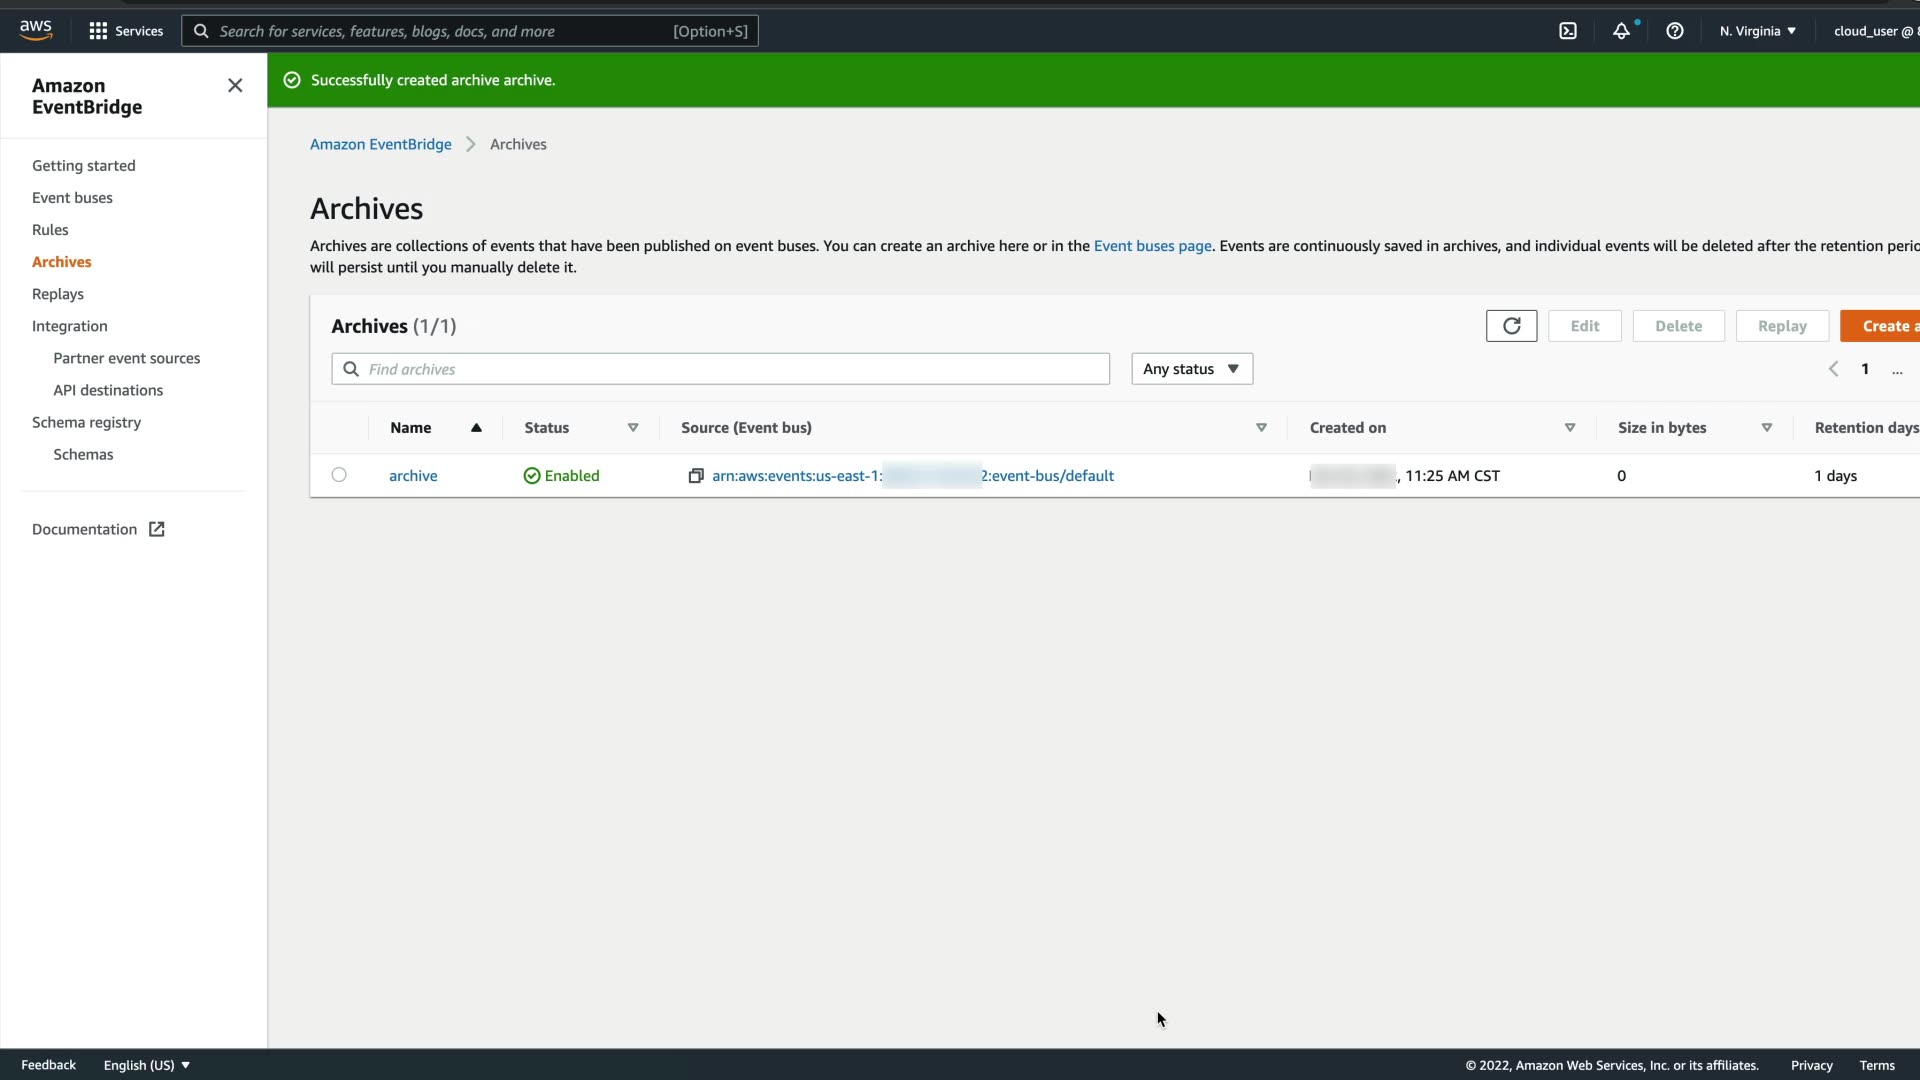 aws
Services
Search for services, features, blogs, docs, and more [Option+S]
N. Virginia ▼
cloud_user @
Amazon
EventBridge
Getting started
Event buses
Rules
Archives
Replays
Integration
Partner event sources
API destinations
Schema registry
Schemas
Documentation
Successfully created archive archive.
Amazon EventBridge > Archives
Archives
Archives are collections of events that have been published on event buses. You can create an archive here or in the Event buses page. Events are continuously saved in archives, and individual events will be deleted after the retention
will persist until you manually delete it.
Archives (1/1)
Edit
Delete
Replay
Create
Find archives
Any status ▼
1 ...
Name ▲ Status Source (Event bus) Created on Size in bytes Retention days
archive Enabled arn:aws:events:us-east-1: 2:event-bus/default , 11:25 AM CST 0 1 days
Feedback English (US) ▼ © 2022, Amazon Web Services, Inc. or its affiliates. Privacy Terms